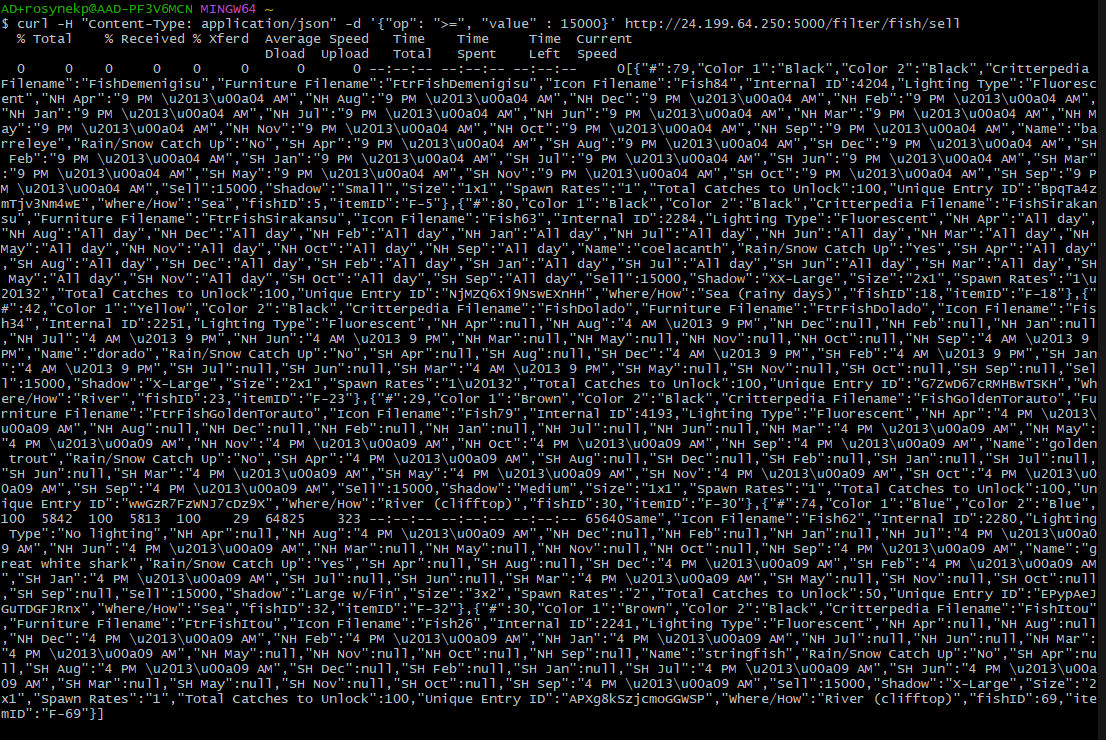 AD+rosynekp@AAD-PF3V6MCN MINGW64 ~
$ curl -H "Content-Type: application/json" -d '{"op": ">=", "value" : 15000}' http://24.199.64.250:5000/filter/fish/sell
  % Total    % Received % Xferd  Average Speed   Time    Time     Time  Current
                                 Dload  Upload   Total   Spent    Left  Speed
  0     0    0     0    0     0      0      0 --:--:-- --:--:-- --:--:--     0[{"#":79,"Color 1":"Black","Color 2":"Black","Critterpedia
Filename":"FishDemenigisu","Furniture Filename":"FtrFishDemenigisu","Icon Filename":"Fish84","Internal ID":4204,"Lighting Type":"Fluoresc
ent","NH Apr":"9 PM \u2013\u00a04 AM","NH Aug":"9 PM \u2013\u00a04 AM","NH Dec":"9 PM \u2013\u00a04 AM","NH Feb":"9 PM \u2013\u00a04 AM",
"NH Jan":"9 PM \u2013\u00a04 AM","NH Jul":"9 PM \u2013\u00a04 AM","NH Jun":"9 PM \u2013\u00a04 AM","NH Mar":"9 PM \u2013\u00a04 AM","NH M
ay":"9 PM \u2013\u00a04 AM","NH Nov":"9 PM \u2013\u00a04 AM","NH Oct":"9 PM \u2013\u00a04 AM","NH Sep":"9 PM \u2013\u00a04 AM","Name":"ba
rreleye","Rain/Snow Catch Up":"No","SH Apr":"9 PM \u2013\u00a04 AM","SH Aug":"9 PM \u2013\u00a04 AM","SH Dec":"9 PM \u2013\u00a04 AM","SH
 Feb":"9 PM \u2013\u00a04 AM","SH Jan":"9 PM \u2013\u00a04 AM","SH Jul":"9 PM \u2013\u00a04 AM","SH Jun":"9 PM \u2013\u00a04 AM","SH Mar"
:"9 PM \u2013\u00a04 AM","SH May":"9 PM \u2013\u00a04 AM","SH Nov":"9 PM \u2013\u00a04 AM","SH Oct":"9 PM \u2013\u00a04 AM","SH Sep":"9 P
M \u2013\u00a04 AM","Sell":15000,"Shadow":"Small","Size":"1x1","Spawn Rates":"1","Total Catches to Unlock":100,"Unique Entry ID":"BpqTa4z
mTjv3Nm4wE","Where/How":"Sea","fishID":5,"itemID":"F-5"},{"#":80,"Color 1":"Black","Color 2":"Black","Critterpedia Filename":"FishSirakan
su","Furniture Filename":"FtrFishSirakansu","Icon Filename":"Fish63","Internal ID":2284,"Lighting Type":"Fluorescent","NH Apr":"All day",
"NH Aug":"All day","NH Dec":"All day","NH Feb":"All day","NH Jan":"All day","NH Jul":"All day","NH Jun":"All day","NH Mar":"All day","NH
May":"All day","NH Nov":"All day","NH Oct":"All day","NH Sep":"All day","Name":"coelacanth","Rain/Snow Catch Up":"Yes","SH Apr":"All day"
,"SH Aug":"All day","SH Dec":"All day","SH Feb":"All day","SH Jan":"All day","SH Jul":"All day","SH Jun":"All day","SH Mar":"All day","SH
 May":"All day","SH Nov":"All day","SH Oct":"All day","SH Sep":"All day","Sell":15000,"Shadow":"XX-Large","Size":"2x1","Spawn Rates":"1\u
20132","Total Catches to Unlock":100,"Unique Entry ID":"NjMZQ6Xi9NswEXnHH","Where/How":"Sea (rainy days)","fishID":18,"itemID":"F-18"},{"
#":42,"Color 1":"Yellow","Color 2":"Black","Critterpedia Filename":"FishDolado","Furniture Filename":"FtrFishDolado","Icon Filename":"Fis
h34","Internal ID":2251,"Lighting Type":"Fluorescent","NH Apr":null,"NH Aug":"4 AM \u2013 9 PM","NH Dec":null,"NH Feb":null,"NH Jan":null
,"NH Jul":"4 AM \u2013 9 PM","NH Jun":"4 AM \u2013 9 PM","NH Mar":null,"NH May":null,"NH Nov":null,"NH Oct":null,"NH Sep":"4 AM \u2013 9
PM","Name":"dorado","Rain/Snow Catch Up":"No","SH Apr":null,"SH Aug":null,"SH Dec":"4 AM \u2013 9 PM","SH Feb":"4 AM \u2013 9 PM","SH Jan
":"4 AM \u2013 9 PM","SH Jul":null,"SH Jun":null,"SH Mar":"4 AM \u2013 9 PM","SH May":null,"SH Nov":null,"SH Oct":null,"SH Sep":null,"Sel
l":15000,"Shadow":"X-Large","Size":"2x1","Spawn Rates":"1\u20132","Total Catches to Unlock":100,"Unique Entry ID":"G7ZwD67cRMHBwTSKH","Wh
ere/How":"River","fishID":23,"itemID":"F-23"},{"#":29,"Color 1":"Brown","Color 2":"Black","Critterpedia Filename":"FishGoldenTorauto","Fu
rniture Filename":"FtrFishGoldenTorauto","Icon Filename":"Fish79","Internal ID":4193,"Lighting Type":"Fluorescent","NH Apr":"4 PM \u2013\
u00a09 AM","NH Aug":null,"NH Dec":null,"NH Feb":null,"NH Jan":null,"NH Jul":null,"NH Jun":null,"NH Mar":"4 PM \u2013\u00a09 AM","NH May":
"4 PM \u2013\u00a09 AM","NH Nov":"4 PM \u2013\u00a09 AM","NH Oct":"4 PM \u2013\u00a09 AM","NH Sep":"4 PM \u2013\u00a09 AM","Name":"golden
 trout","Rain/Snow Catch Up":"No","SH Apr":"4 PM \u2013\u00a09 AM","SH Aug":null,"SH Dec":null,"SH Feb":null,"SH Jan":null,"SH Jul":null,
"SH Jun":null,"SH Mar":"4 PM \u2013\u00a09 AM","SH May":"4 PM \u2013\u00a09 AM","SH Nov":"4 PM \u2013\u00a09 AM","SH Oct":"4 PM \u2013\u0
0a09 AM","SH Sep":"4 PM \u2013\u00a09 AM","Sell":15000,"Shadow":"Medium","Size":"1x1","Spawn Rates":"1","Total Catches to Unlock":100,"Un
ique Entry ID":"wwGzR7FzWNJ7cDz9X","Where/How":"River (clifftop)","fishID":30,"itemID":"F-30"},{"#":74,"Color 1":"Blue","Color 2":"Blue",
100  5842  100  5813  100    29  64825    323 --:--:-- --:--:-- --:--:-- 65640Same","Icon Filename":"Fish62","Internal ID":2280,"Lighting
 Type":"No lighting","NH Apr":null,"NH Aug":"4 PM \u2013\u00a09 AM","NH Dec":null,"NH Feb":null,"NH Jan":null,"NH Jul":"4 PM \u2013\u00a0
9 AM","NH Jun":"4 PM \u2013\u00a09 AM","NH Mar":null,"NH May":null,"NH Nov":null,"NH Oct":null,"NH Sep":"4 PM \u2013\u00a09 AM","Name":"g
reat white shark","Rain/Snow Catch Up":"Yes","SH Apr":null,"SH Aug":null,"SH Dec":"4 PM \u2013\u00a09 AM","SH Feb":"4 PM \u2013\u00a09 AM
","SH Jan":"4 PM \u2013\u00a09 AM","SH Jul":null,"SH Jun":null,"SH Mar":"4 PM \u2013\u00a09 AM","SH May":null,"SH Nov":null,"SH Oct":null
,"SH Sep":null,"Sell":15000,"Shadow":"Large w/Fin","Size":"3x2","Spawn Rates":"2","Total Catches to Unlock":50,"Unique Entry ID":"EPypAeJ
GuTDGFJRnx","Where/How":"Sea","fishID":32,"itemID":"F-32"},{"#":30,"Color 1":"Brown","Color 2":"Black","Critterpedia Filename":"FishItou"
,"Furniture Filename":"FtrFishItou","Icon Filename":"Fish26","Internal ID":2241,"Lighting Type":"Fluorescent","NH Apr":null,"NH Aug":null
,"NH Dec":"4 PM \u2013\u00a09 AM","NH Feb":"4 PM \u2013\u00a09 AM","NH Jan":"4 PM \u2013\u00a09 AM","NH Jul":null,"NH Jun":null,"NH Mar":
"4 PM \u2013\u00a09 AM","NH May":null,"NH Nov":null,"NH Oct":null,"NH Sep":null,"Name":"stringfish","Rain/Snow Catch Up":"No","SH Apr":nu
ll,"SH Aug":"4 PM \u2013\u00a09 AM","SH Dec":null,"SH Feb":null,"SH Jan":null,"SH Jul":"4 PM \u2013\u00a09 AM","SH Jun":"4 PM \u2013\u00a
09 AM","SH Mar":null,"SH May":null,"SH Nov":null,"SH Oct":null,"SH Sep":"4 PM \u2013\u00a09 AM","Sell":15000,"Shadow":"X-Large","Size":"2
x1","Spawn Rates":"1","Total Catches to Unlock":100,"Unique Entry ID":"APXg8kSzjcmoGGWSP","Where/How":"River (clifftop)","fishID":69,"ite
mID":"F-69"}]